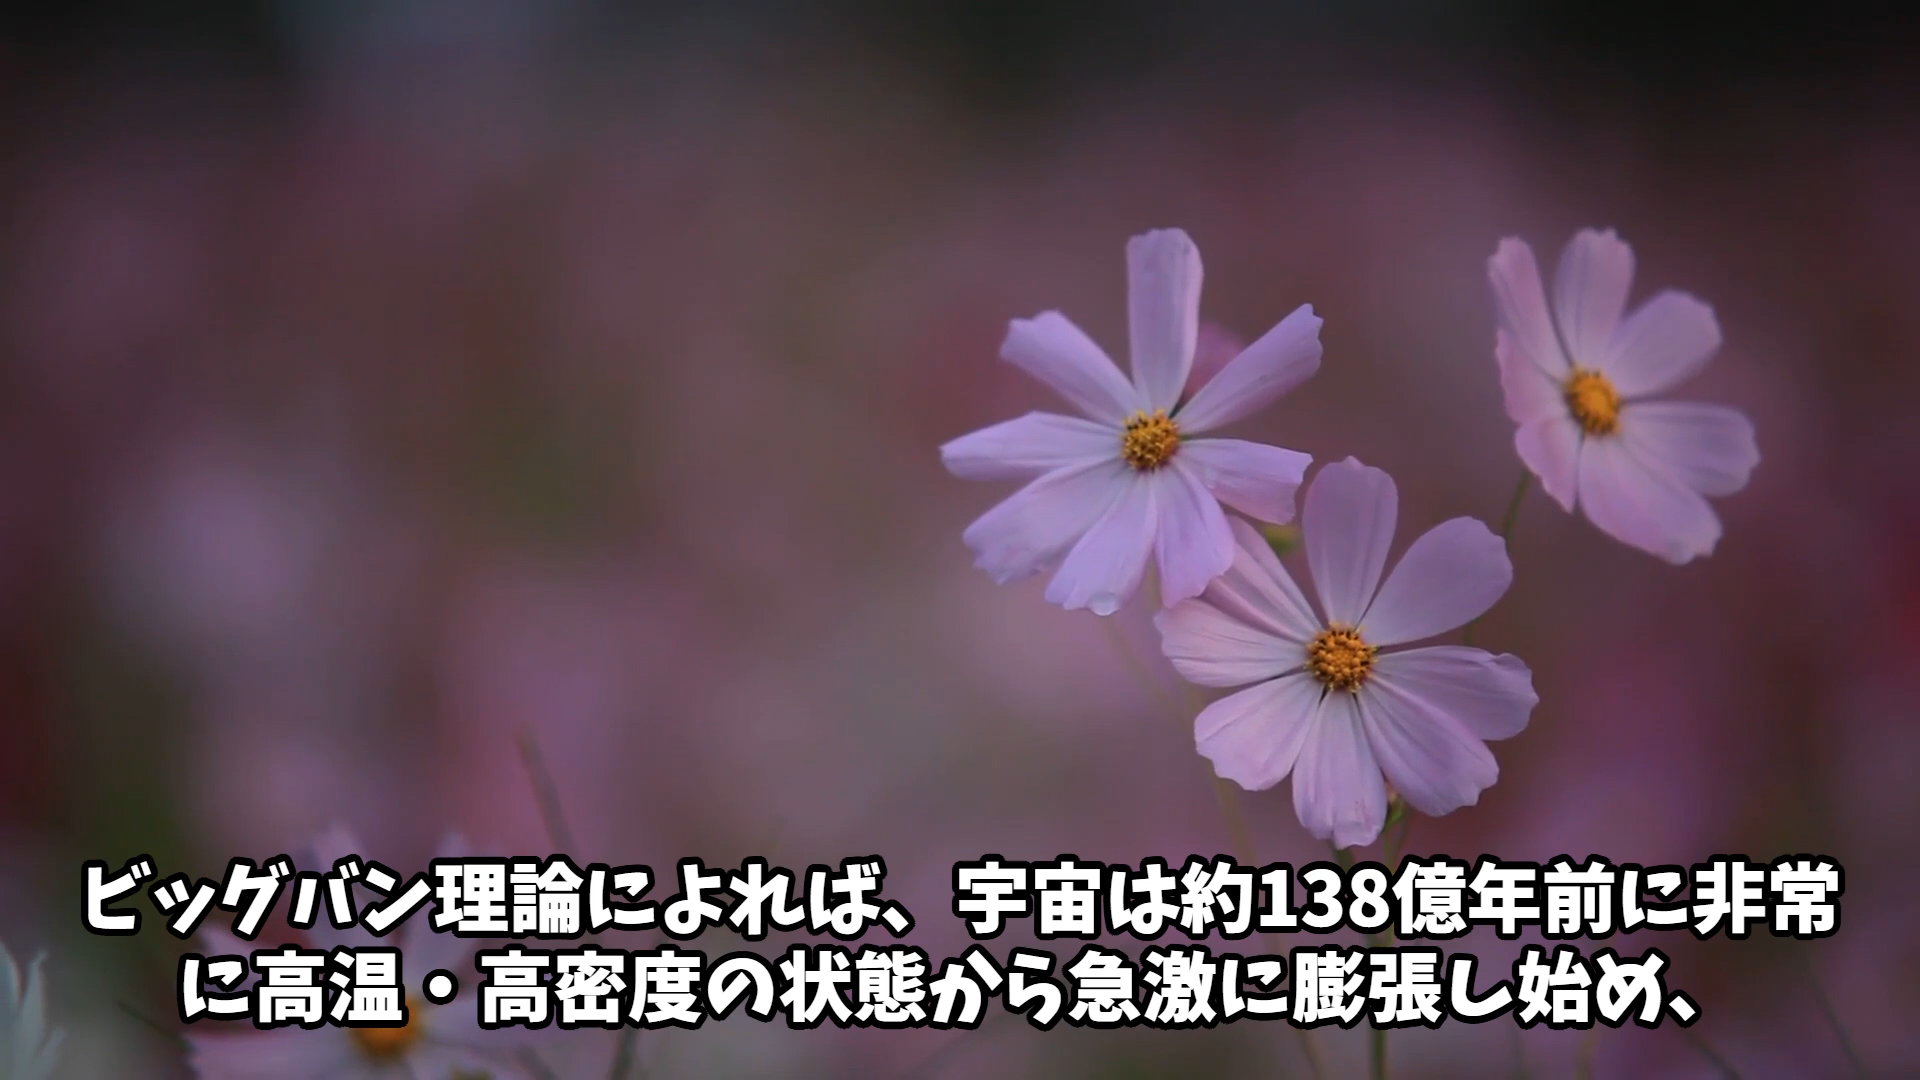 ビッグバン理論によれば、宇宙は約138億年前に非常
に高温・高密度の状態から急激に膨張し始め、